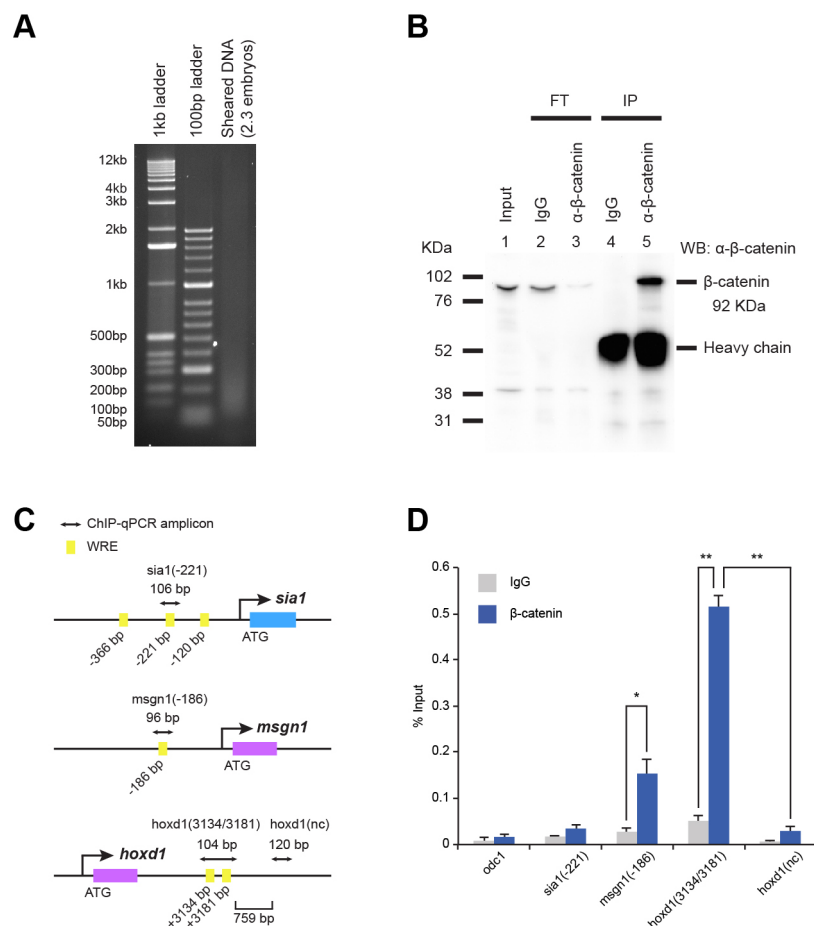 A
1kb ladder
100bp ladder
Sheared DNA
(2.3 embryos)
12kb
4kb
3kb
2kb
1kb
500bp
300bp
200bp
100bp
50bp
B
FT
IP
Input
IgG
α-β-catenin
IgG
α-β-catenin
1
2
3
4
5
WB: α-β-catenin
KDa
102
76
52
38
31
β-catenin
92 KDa
Heavy chain
C
ChIP-qPCR amplicon
WRE
sia1(-221)
106 bp
sia1
-366 bp
-221 bp
-120 bp
ATG
msgn1(-186)
96 bp
msgn1
-186 bp
ATG
hoxd1(3134/3181)
hoxd1(nc)
104 bp
120 bp
hoxd1
ATG
+3134 bp
+3181 bp
759 bp
D
% Input
0.6
0.5
0.4
0.3
0.2
0.1
0
IgG
β-catenin
*
**
**
odc1
sia1(-221)
msgn1(-186)
hoxd1(3134/3181)
hoxd1(nc)